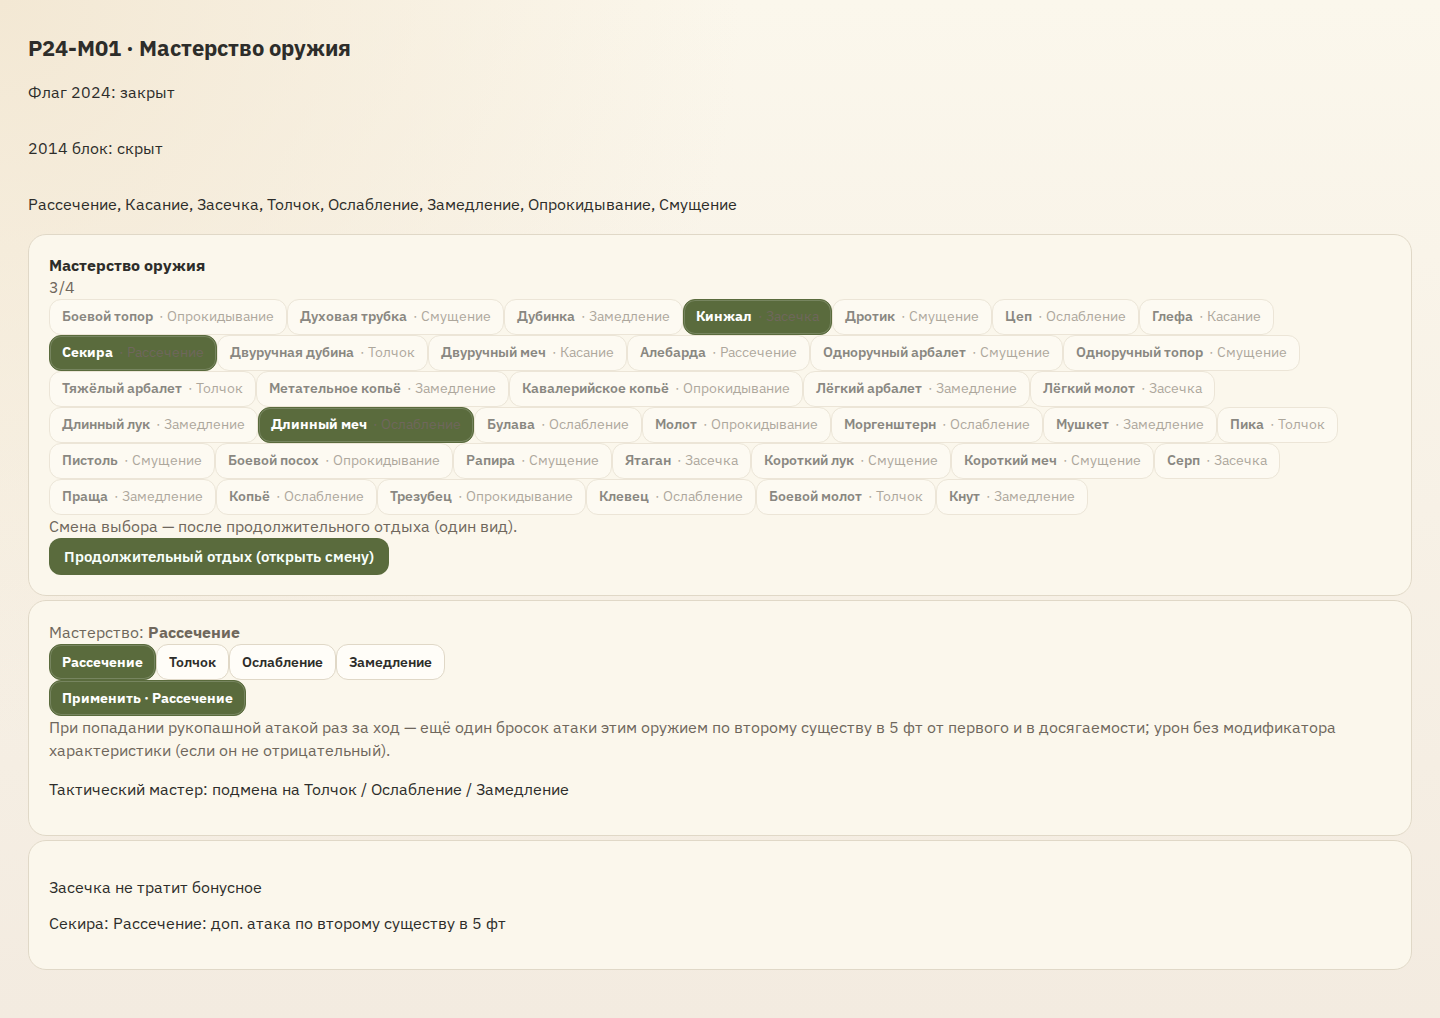 P24-M01 · Мастерство оружия
Флаг 2024: закрыт
2014 блок: скрыт
Рассечение, Касание, Засечка, Толчок, Ослабление, Замедление, Опрокидывание, Смущение
Мастерство оружия
3/4
Боевой топор · Опрокидывание Духовая трубка · Смущение Дубинка · Замедление Кинжал Засечка Дротик · Смущение Цеп · Ослабление Глефа · Касание
Секира Рассечение Двуручная дубина · Толчок Двуручный меч · Касание Алебарда · Рассечение Одноручный арбалет · Смущение Одноручный топор · Смущение
Тяжёлый арбалет · Толчок Метательное копьё · Замедление Кавалерийское копьё · Опрокидывание Лёгкий арбалет · Замедление Лёгкий молот · Засечка
Длинный лук · Замедление Длинный меч Ослабление Булава · Ослабление Молот · Опрокидывание Моргенштерн · Ослабление Мушкет · Замедление Пика · Толчок
Пистоль · Смущение Боевой посох · Опрокидывание Рапира · Смущение Ятаган · Засечка Короткий лук · Смущение Короткий меч · Смущение Серп · Засечка
Праща · Замедление Копьё · Ослабление Трезубец · Опрокидывание Клевец · Ослабление Боевой молот · Толчок Кнут · Замедление
Смена выбора — после продолжительного отдыха (один вид).
Продолжительный отдых (открыть смену)
Мастерство: Рассечение
Рассечение Толчок Ослабление Замедление
Применить · Рассечение
При попадании рукопашной атакой раз за ход — ещё один бросок атаки этим оружием по второму существу в 5 фт от первого и в досягаемости; урон без модификатора
характеристики (если он не отрицательный).
Тактический мастер: подмена на Толчок / Ослабление / Замедление
Засечка не тратит бонусное
Секира: Рассечение: доп. атака по второму существу в 5 фт